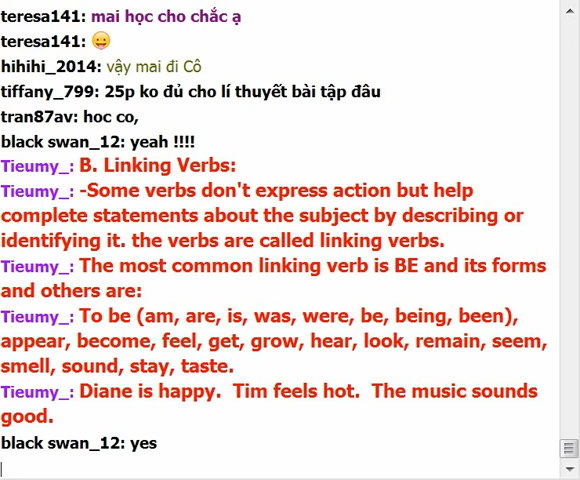 teresa141: mai học cho chắc ạ
teresa141: 😛
hihihi_2014: vậy mai đi Cô
tiffany_799: 25p ko đủ cho lí thuyết bài tập đâu
tran87av: hoc co,
black swan_12: yeah !!!!
Tieumy_: B. Linking Verbs:
Tieumy_: -Some verbs don't express action but help
complete statements about the subject by describing or
identifying it. the verbs are called linking verbs.
Tieumy_: The most common linking verb is BE and its forms
and others are:
Tieumy_: To be (am, are, is, was, were, be, being, been),
appear, become, feel, get, grow, hear, look, remain, seem,
smell, sound, stay, taste.
Tieumy_: Diane is happy.  Tim feels hot.  The music sounds
good.
black swan_12: yes